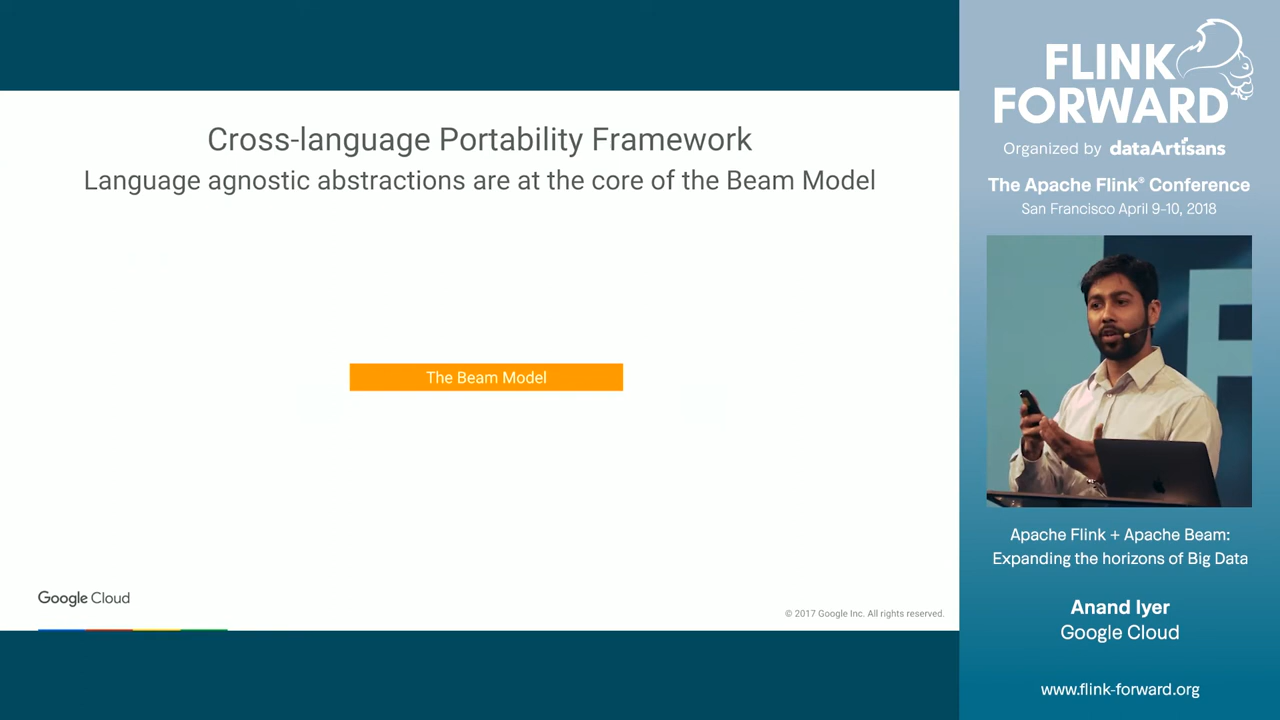 Cross-language Portability Framework
Language agnostic abstractions are at the core of the Beam Model
The Beam Model
Google Cloud
© 2017 Google Inc. All rights reserved.
FLINK
FORWARD
Organized by dataArtisans
The Apache Flink® Conference
San Francisco April 9-10, 2018
Apache Flink + Apache Beam:
Expanding the horizons of Big Data
Anand Iyer
Google Cloud
www.flink-forward.org